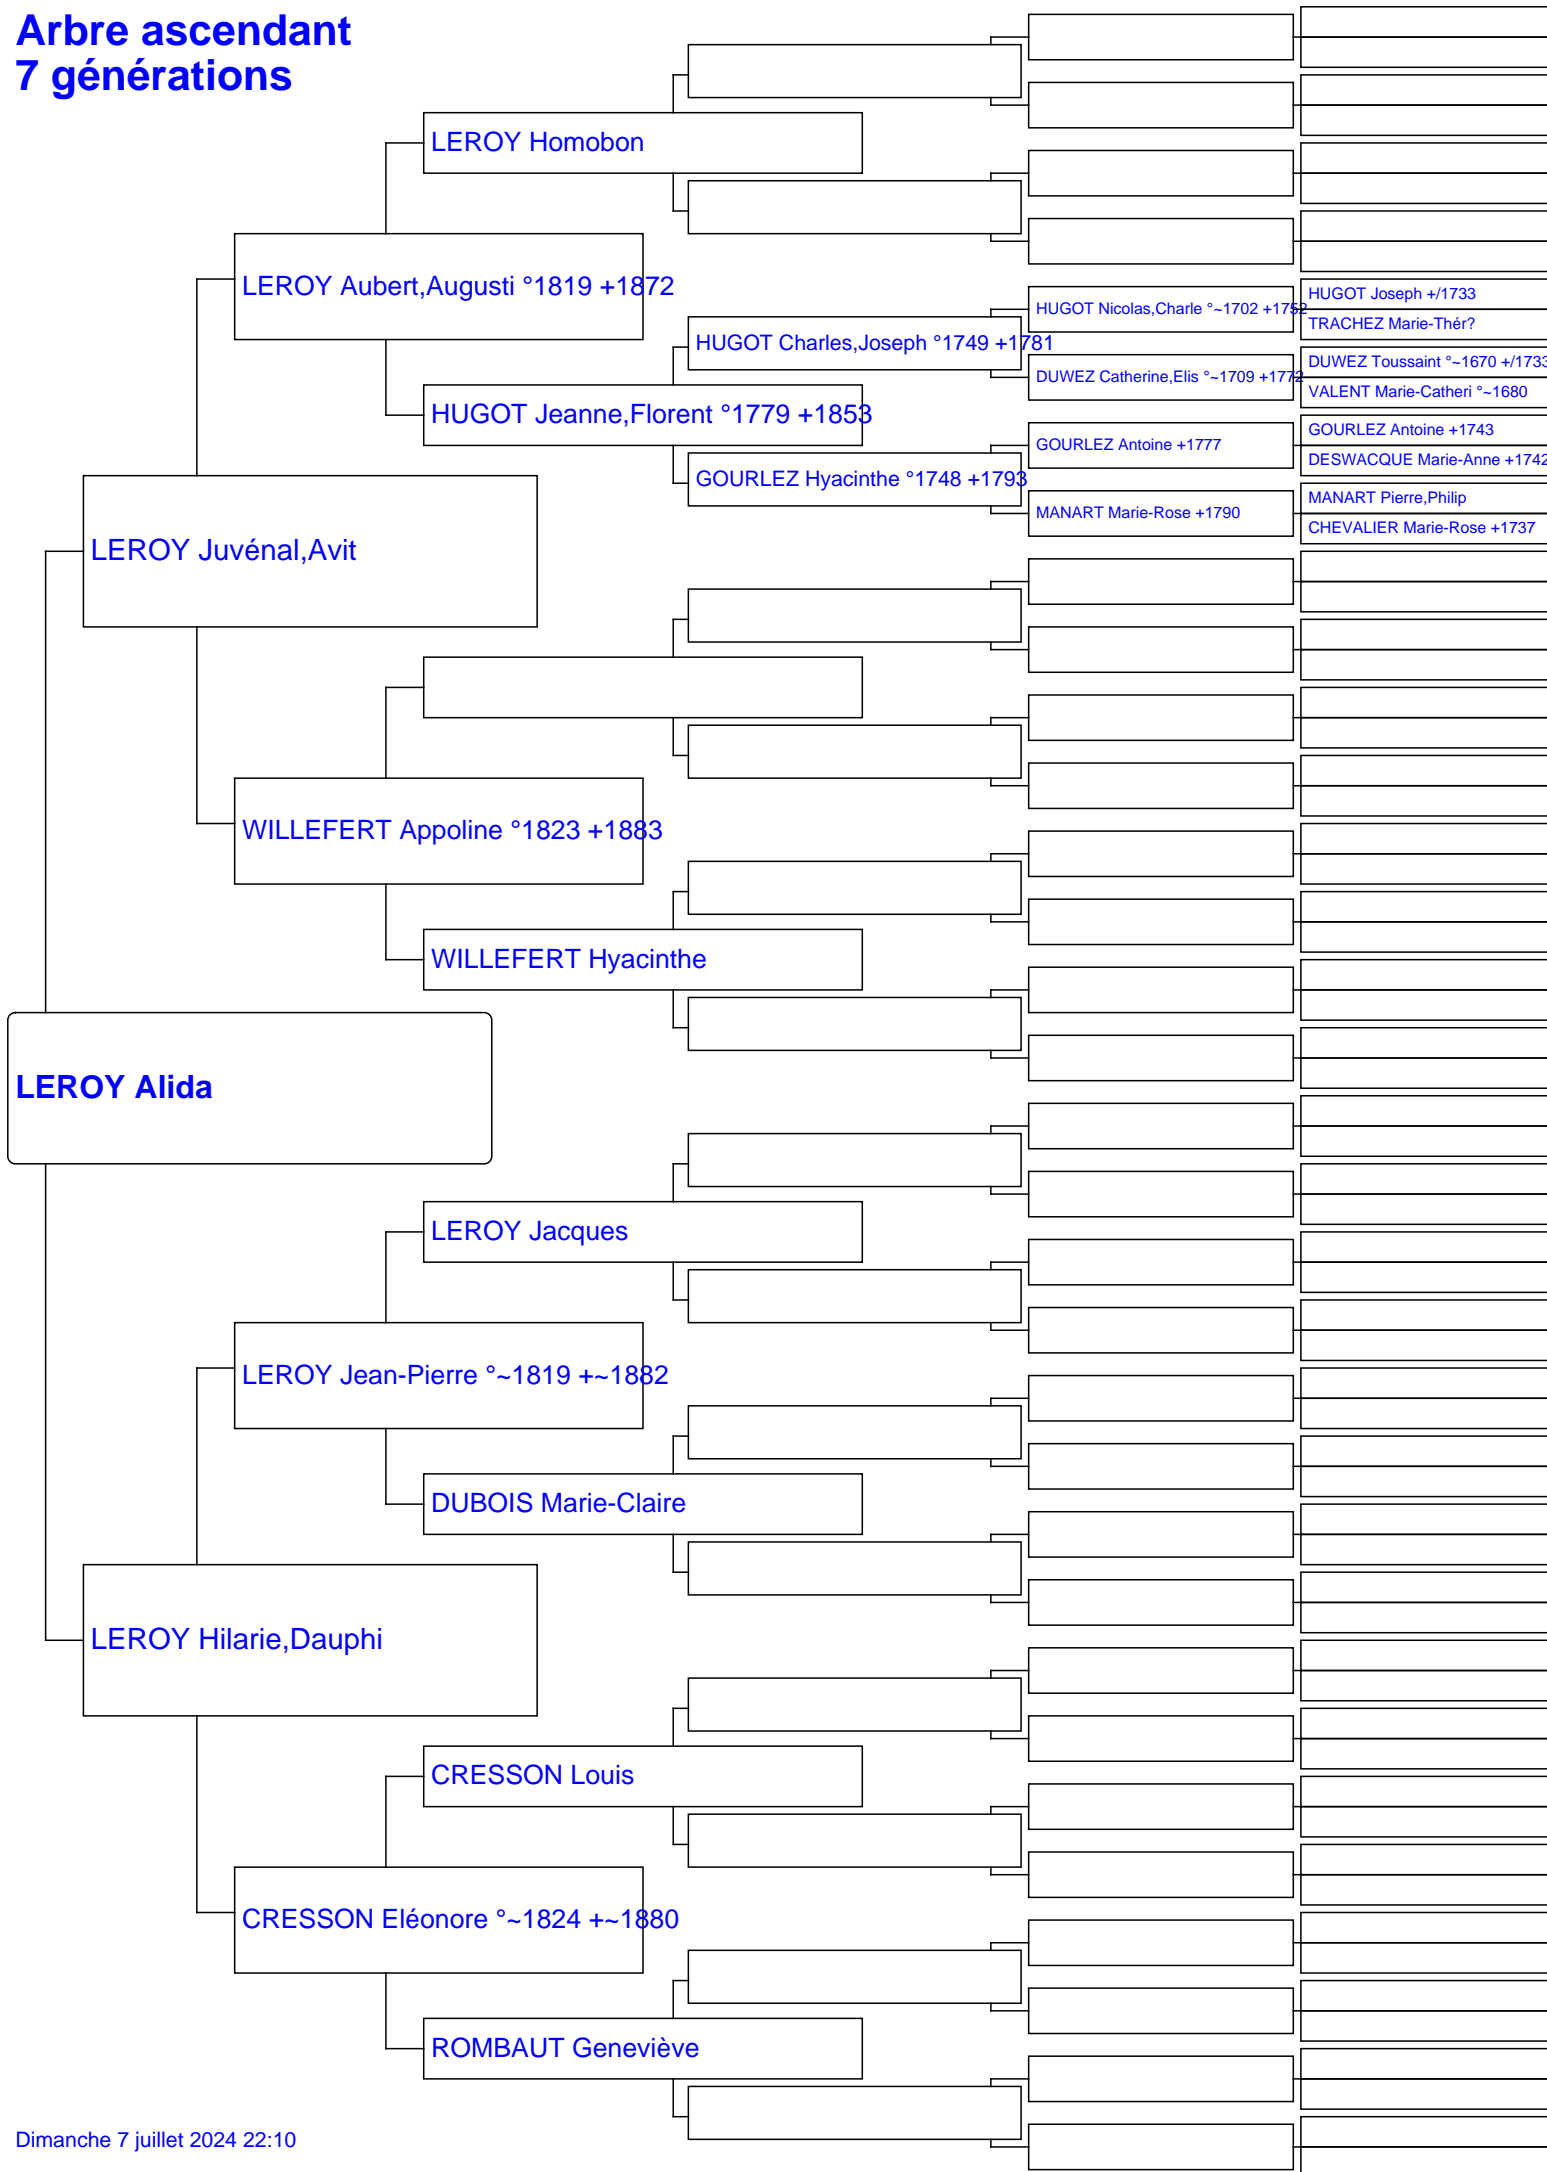 Arbre ascendant
7 générations
LEROY Homobon
LEROY Aubert,Augusti °1819 +1872
HUGOT Nicolas,Charle °~1702 +1752
HUGOT Joseph +/1733
TRACHEZ Marie-Thér?
HUGOT Charles,Joseph °1749 +1781
DUWEZ Catherine,Elis °~1709 +1772
DUWEZ Toussaint °~1670 +/1733
VALENT Marie-Catheri °~1680
HUGOT Jeanne,Florent °1779 +1853
GOURLEZ Antoine +1777
GOURLEZ Antoine +1743
DESWACQUE Marie-Anne +1742
GOURLEZ Hyacinthe °1748 +1793
MANART Marie-Rose +1790
MANART Pierre,Philip
CHEVALIER Marie-Rose +1737
LEROY Juvénal,Avit
WILLEFERT Appoline °1823 +1883
WILLEFERT Hyacinthe
LEROY Alida
LEROY Jacques
LEROY Jean-Pierre °~1819 +~1882
DUBOIS Marie-Claire
LEROY Hilarie,Dauphi
CRESSON Louis
CRESSON Eléonore °~1824 +~1880
ROMBAUT Geneviève
Dimanche 7 juillet 2024 22:10